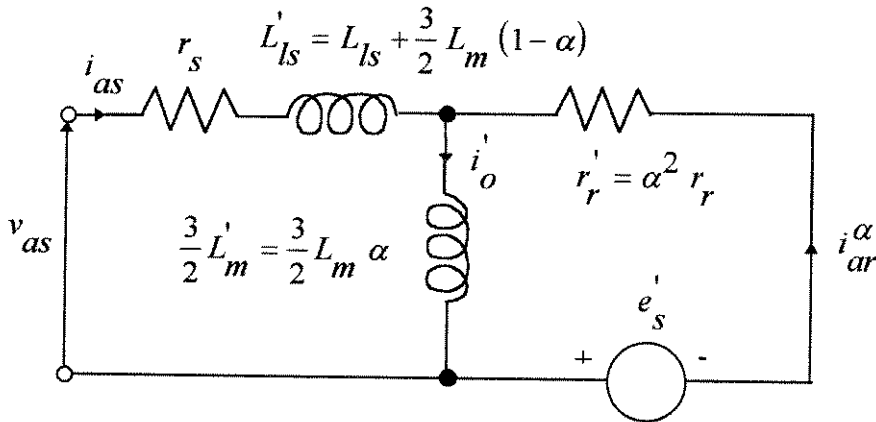 L'ls = Lls + 3/2 Lm (1 - α)
rs
ias
i'o
r'r = α² rr
vas
3/2 L'm = 3/2 Lm α
iαar
e's
+ -